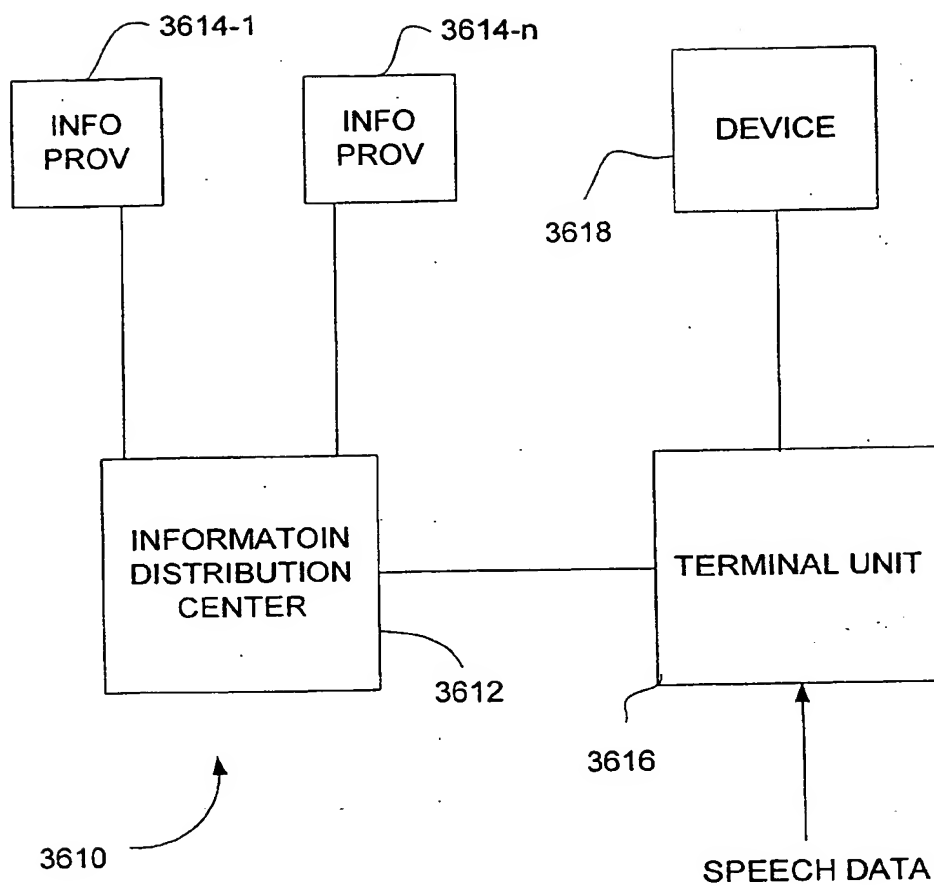 3614-1
3614-n
INFO
PROV
INFO
PROV
DEVICE
3618
INFORMATOIN
DISTRIBUTION
CENTER
TERMINAL UNIT
3612
3616
3610
SPEECH DATA